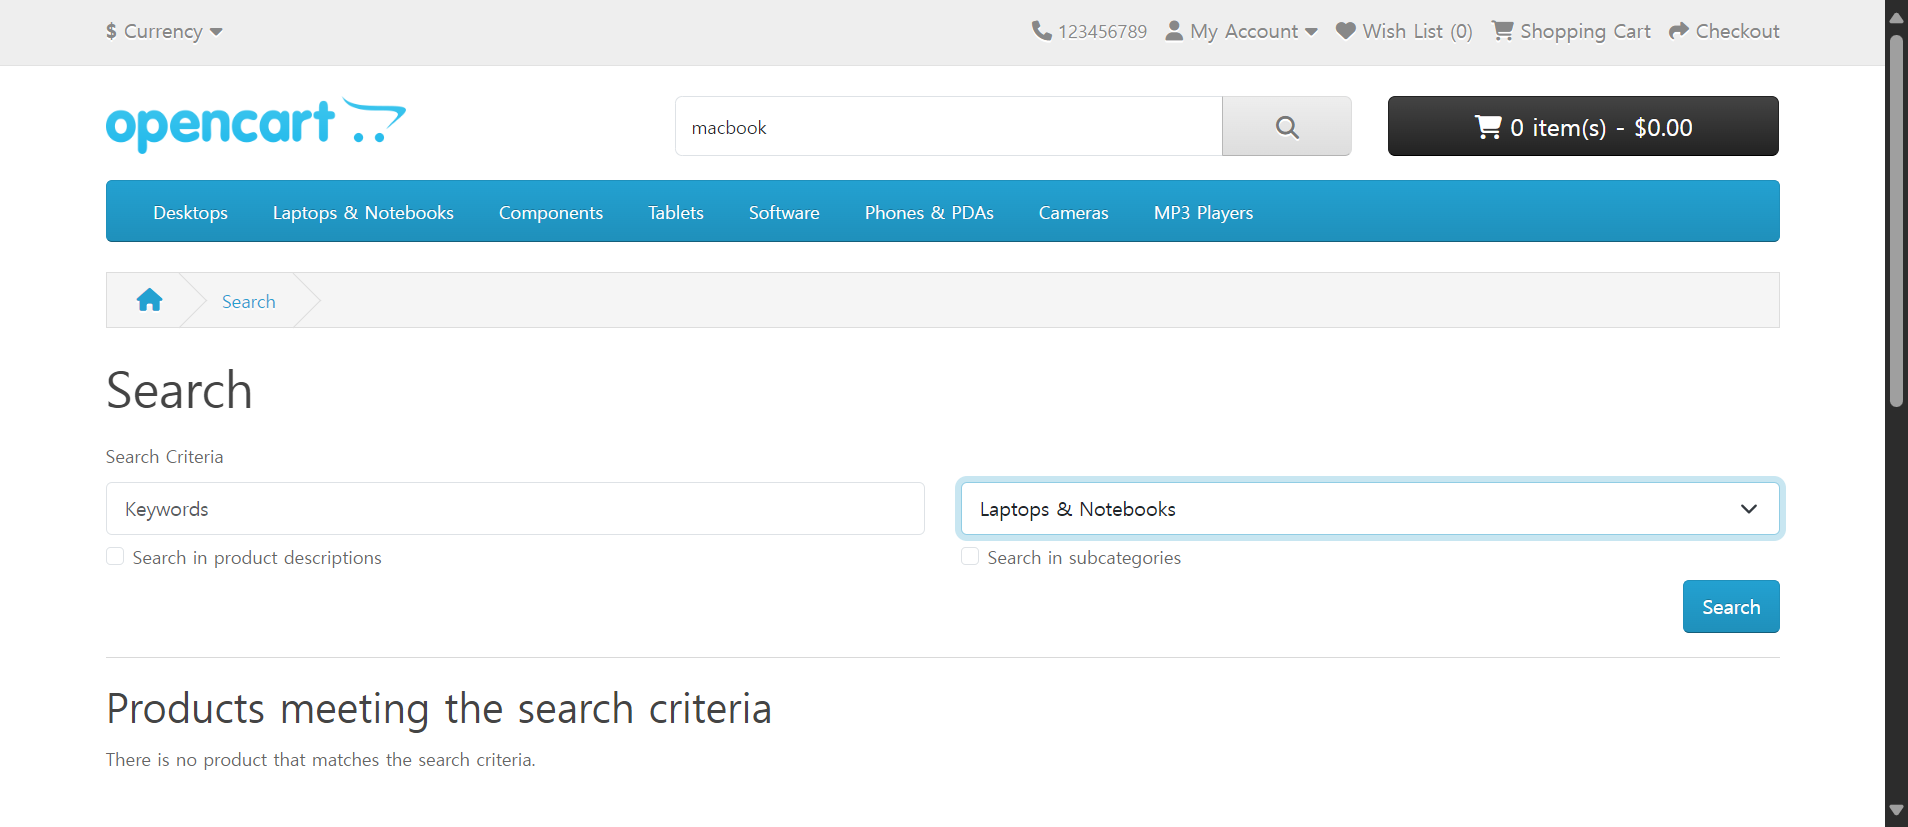 $ Currency
123456789 My Account Wish List (0) Shopping Cart Checkout
opencart
macbook
0 item(s) - $0.00
Desktops Laptops & Notebooks Components Tablets Software Phones & PDAs Cameras MP3 Players
Search
Search
Search Criteria
Keywords
Laptops & Notebooks
Search in product descriptions
Search in subcategories
Search
Products meeting the search criteria
There is no product that matches the search criteria.